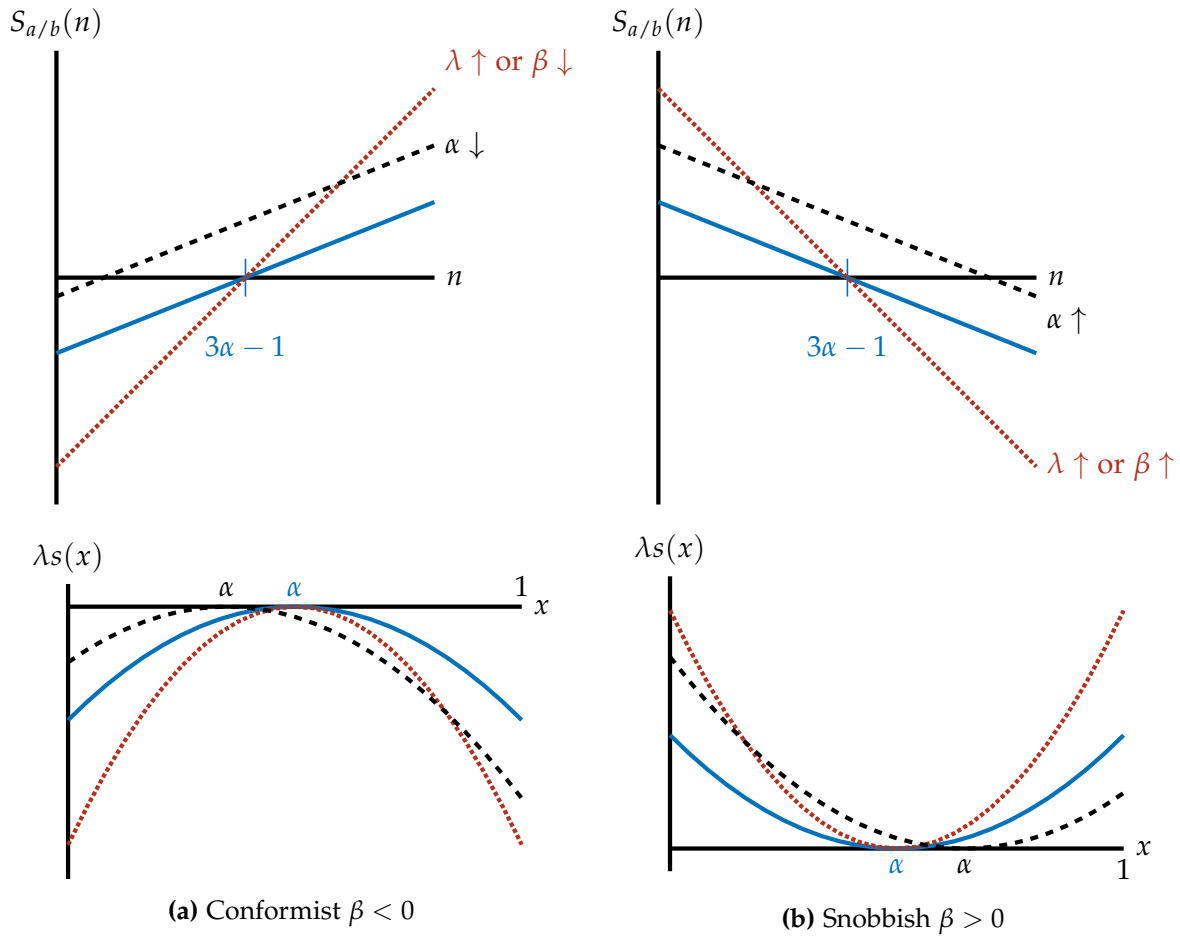 S_{a/b}(n)
λ ↑ or β ↓
α ↓
n
3α − 1
S_{a/b}(n)
n
α ↑
3α − 1
λ ↑ or β ↑
λs(x)
α
α
1
x
(a) Conformist β < 0
λs(x)
α
α
x
1
(b) Snobbish β > 0